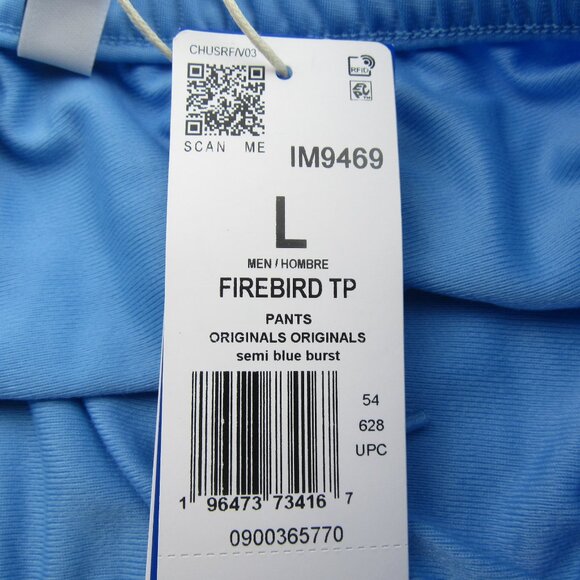 CHUSRF/V03
RFID
SCAN ME
IM9469
L
MEN / HOMBRE
FIREBIRD TP
PANTS
ORIGINALS ORIGINALS
semi blue burst
54
628
UPC
1 96473 73416 7
0900365770